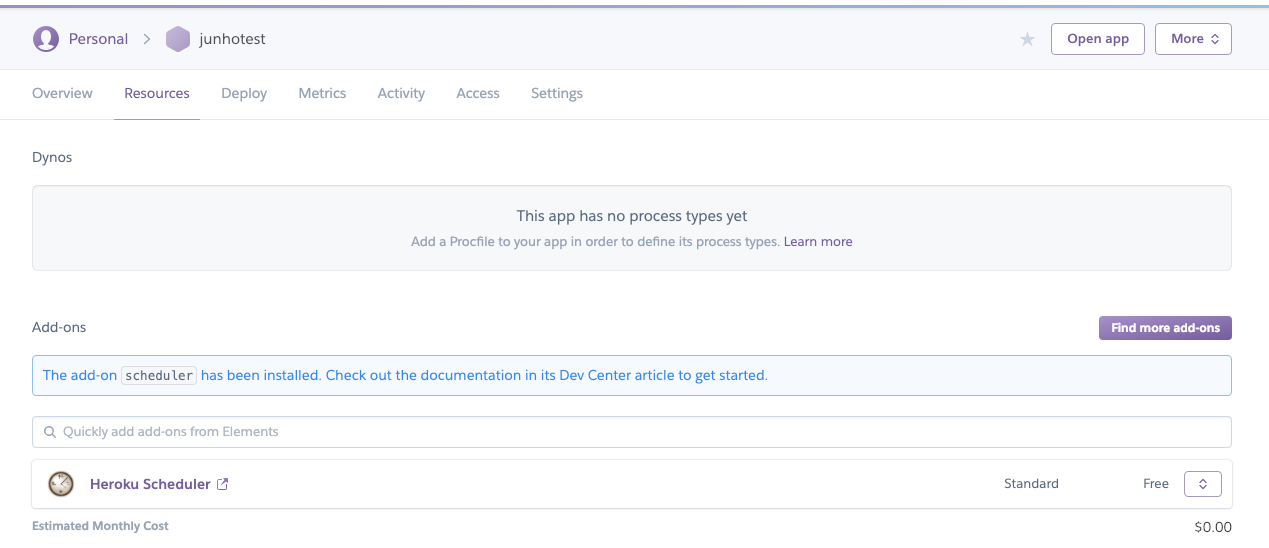 Personal > junhotest
Open app
More
Overview Resources Deploy Metrics Activity Access Settings
Dynos
This app has no process types yet
Add a Procfile to your app in order to define its process types. Learn more
Add-ons
Find more add-ons
The add-on scheduler has been installed. Check out the documentation in its Dev Center article to get started.
Quickly add add-ons from Elements
Heroku Scheduler Standard Free
Estimated Monthly Cost $0.00